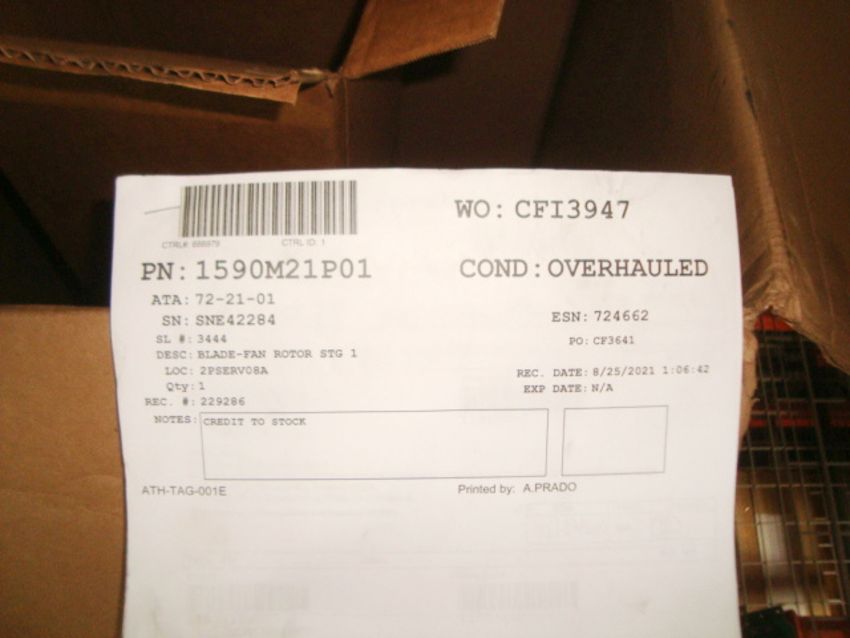 WO: CFI3947
CTRL#: 666979 CTRL ID: 1
PN: 1590M21P01 COND: OVERHAULED
ATA: 72-21-01
SN: SNE42284 ESN: 724662
SL #: 3444 PO: CF3641
DESC: BLADE-FAN ROTOR STG 1
LOC: 2PSERV08A REC. DATE: 8/25/2021 1:06:42
Qty: 1 EXP DATE: N/A
REC. #: 229286
NOTES: CREDIT TO STOCK
ATH-TAG-001E Printed by: A.PRADO